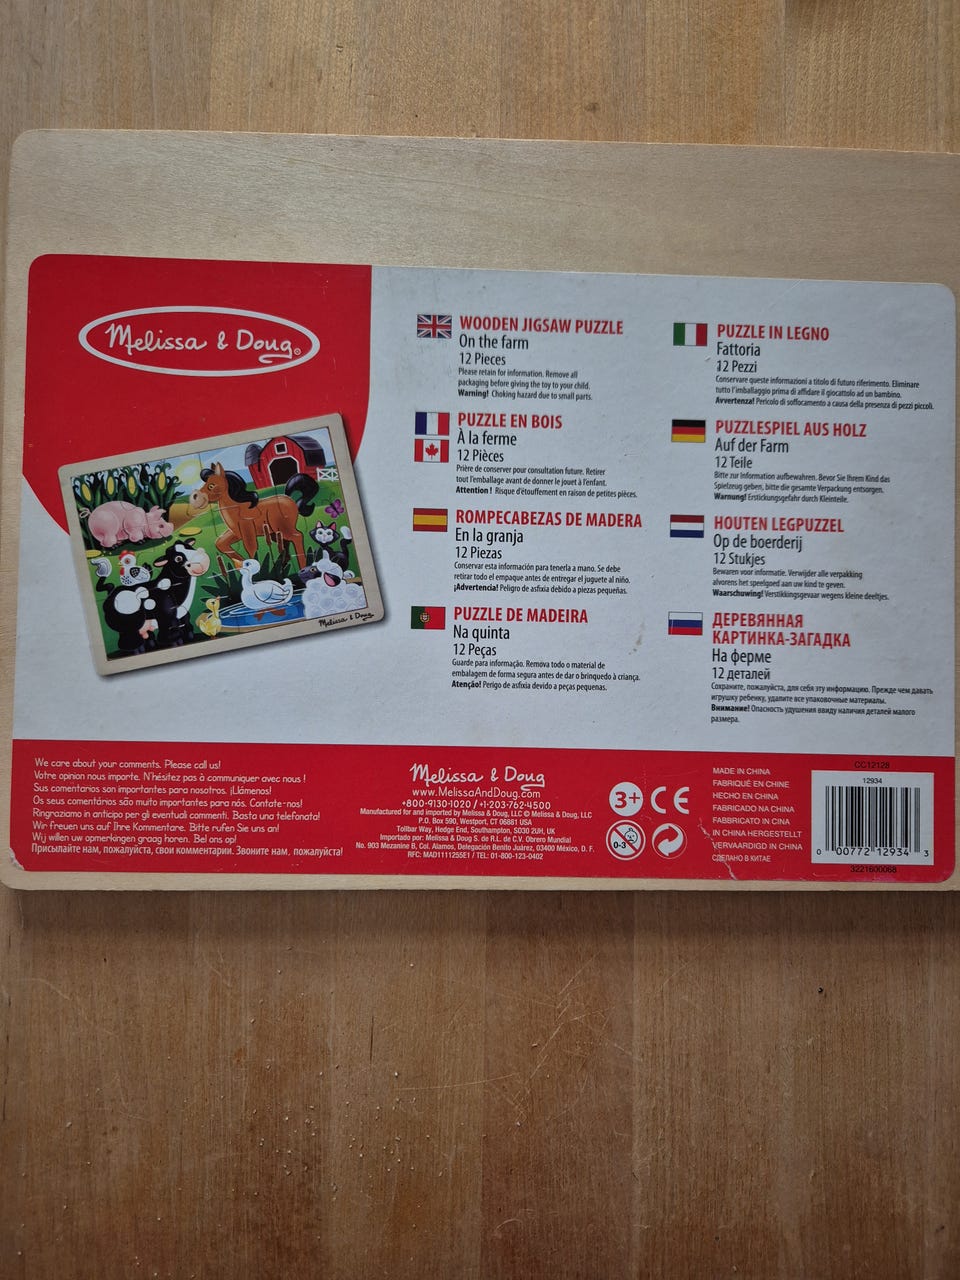 Melissa & Doug®
Melissa & Doug
WOODEN JIGSAW PUZZLE
On the farm
12 Pieces
Please retain for information. Remove all
packaging before giving the toy to your child.
Warning! Choking hazard due to small parts.
PUZZLE EN BOIS
À la ferme
12 Pièces
Prière de conserver pour consultation future. Retirer
tout l'emballage avant de donner le jouet à l'enfant.
Attention ! Risque d'étouffement en raison de petites pièces.
ROMPECABEZAS DE MADERA
En la granja
12 Piezas
Conservar esta información para tenerla a mano. Se debe
retirar todo el empaque antes de entregar el juguete al niño.
¡Advertencia! Peligro de asfixia debido a piezas pequeñas.
PUZZLE DE MADEIRA
Na quinta
12 Peças
Guarde para informação. Remova todo o material de
embalagem de forma segura antes de dar o brinquedo à criança.
Atenção! Perigo de asfixia devido a peças pequenas.
PUZZLE IN LEGNO
Fattoria
12 Pezzi
Conservare queste informazioni a titolo di futuro riferimento. Eliminare
tutto l'imballaggio prima di affidare il giocattolo ad un bambino.
Avvertenza! Pericolo di soffocamento a causa della presenza di pezzi piccoli.
PUZZLESPIEL AUS HOLZ
Auf der Farm
12 Teile
Bitte zur Information aufbewahren. Bevor Sie Ihrem Kind das
Spielzeug geben, bitte die gesamte Verpackung entsorgen.
Warnung! Erstickungsgefahr durch Kleinteile.
HOUTEN LEGPUZZEL
Op de boerderij
12 Stukjes
Bewaren voor informatie. Verwijder alle verpakking
alvorens het speelgoed aan uw kind te geven.
Waarschuwing! Verstikkingsgevaar wegens kleine deeltjes.
ДЕРЕВЯННАЯ
КАРТИНКА-ЗАГАДКА
На ферме
12 деталей
Сохраните, пожалуйста, для себя эту информацию. Прежде чем давать
игрушку ребенку, удалите все упаковочные материалы.
Внимание! Опасность удушения ввиду наличия деталей малого
размера.
We care about your comments. Please call us!
Votre opinion nous importe. N'hésitez pas à communiquer avec nous !
Sus comentarios son importantes para nosotros. ¡Llámenos!
Os seus comentários são muito importantes para nós. Contate-nos!
Ringraziamo in anticipo per gli eventuali commenti. Basta una telefonata!
Wir freuen uns auf Ihre Kommentare. Bitte rufen Sie uns an!
Wij willen uw opmerkingen graag horen. Bel ons op!
Присылайте нам, пожалуйста, свои комментарии. Звоните нам, пожалуйста!
Melissa & Doug
www.MelissaAndDoug.com
+800-9130-1020 / +1-203-762-4500
Manufactured for and imported by Melissa & Doug, LLC © Melissa & Doug, LLC
P.O. Box 590, Westport, CT 06881 USA
Tollbar Way, Hedge End, Southampton, SO30 2UH, UK
Importado por: Melissa & Doug S. de R.L. de C.V. Obrero Mundial
No. 903 Mezanine B, Col. Alamos, Delegación Benito Juárez, 03400 México, D. F.
RFC: MAD1111255E1 / TEL: 01-800-123-0402
3+
CE
0-3
MADE IN CHINA
FABRIQUÉ EN CHINE
HECHO EN CHINA
FABRICADO NA CHINA
FABBRICATO IN CINA
IN CHINA HERGESTELLT
VERVAARDIGD IN CHINA
СДЕЛАНО В КИТАЕ
CC12128
12934
0 00772 12934 3
3221600068